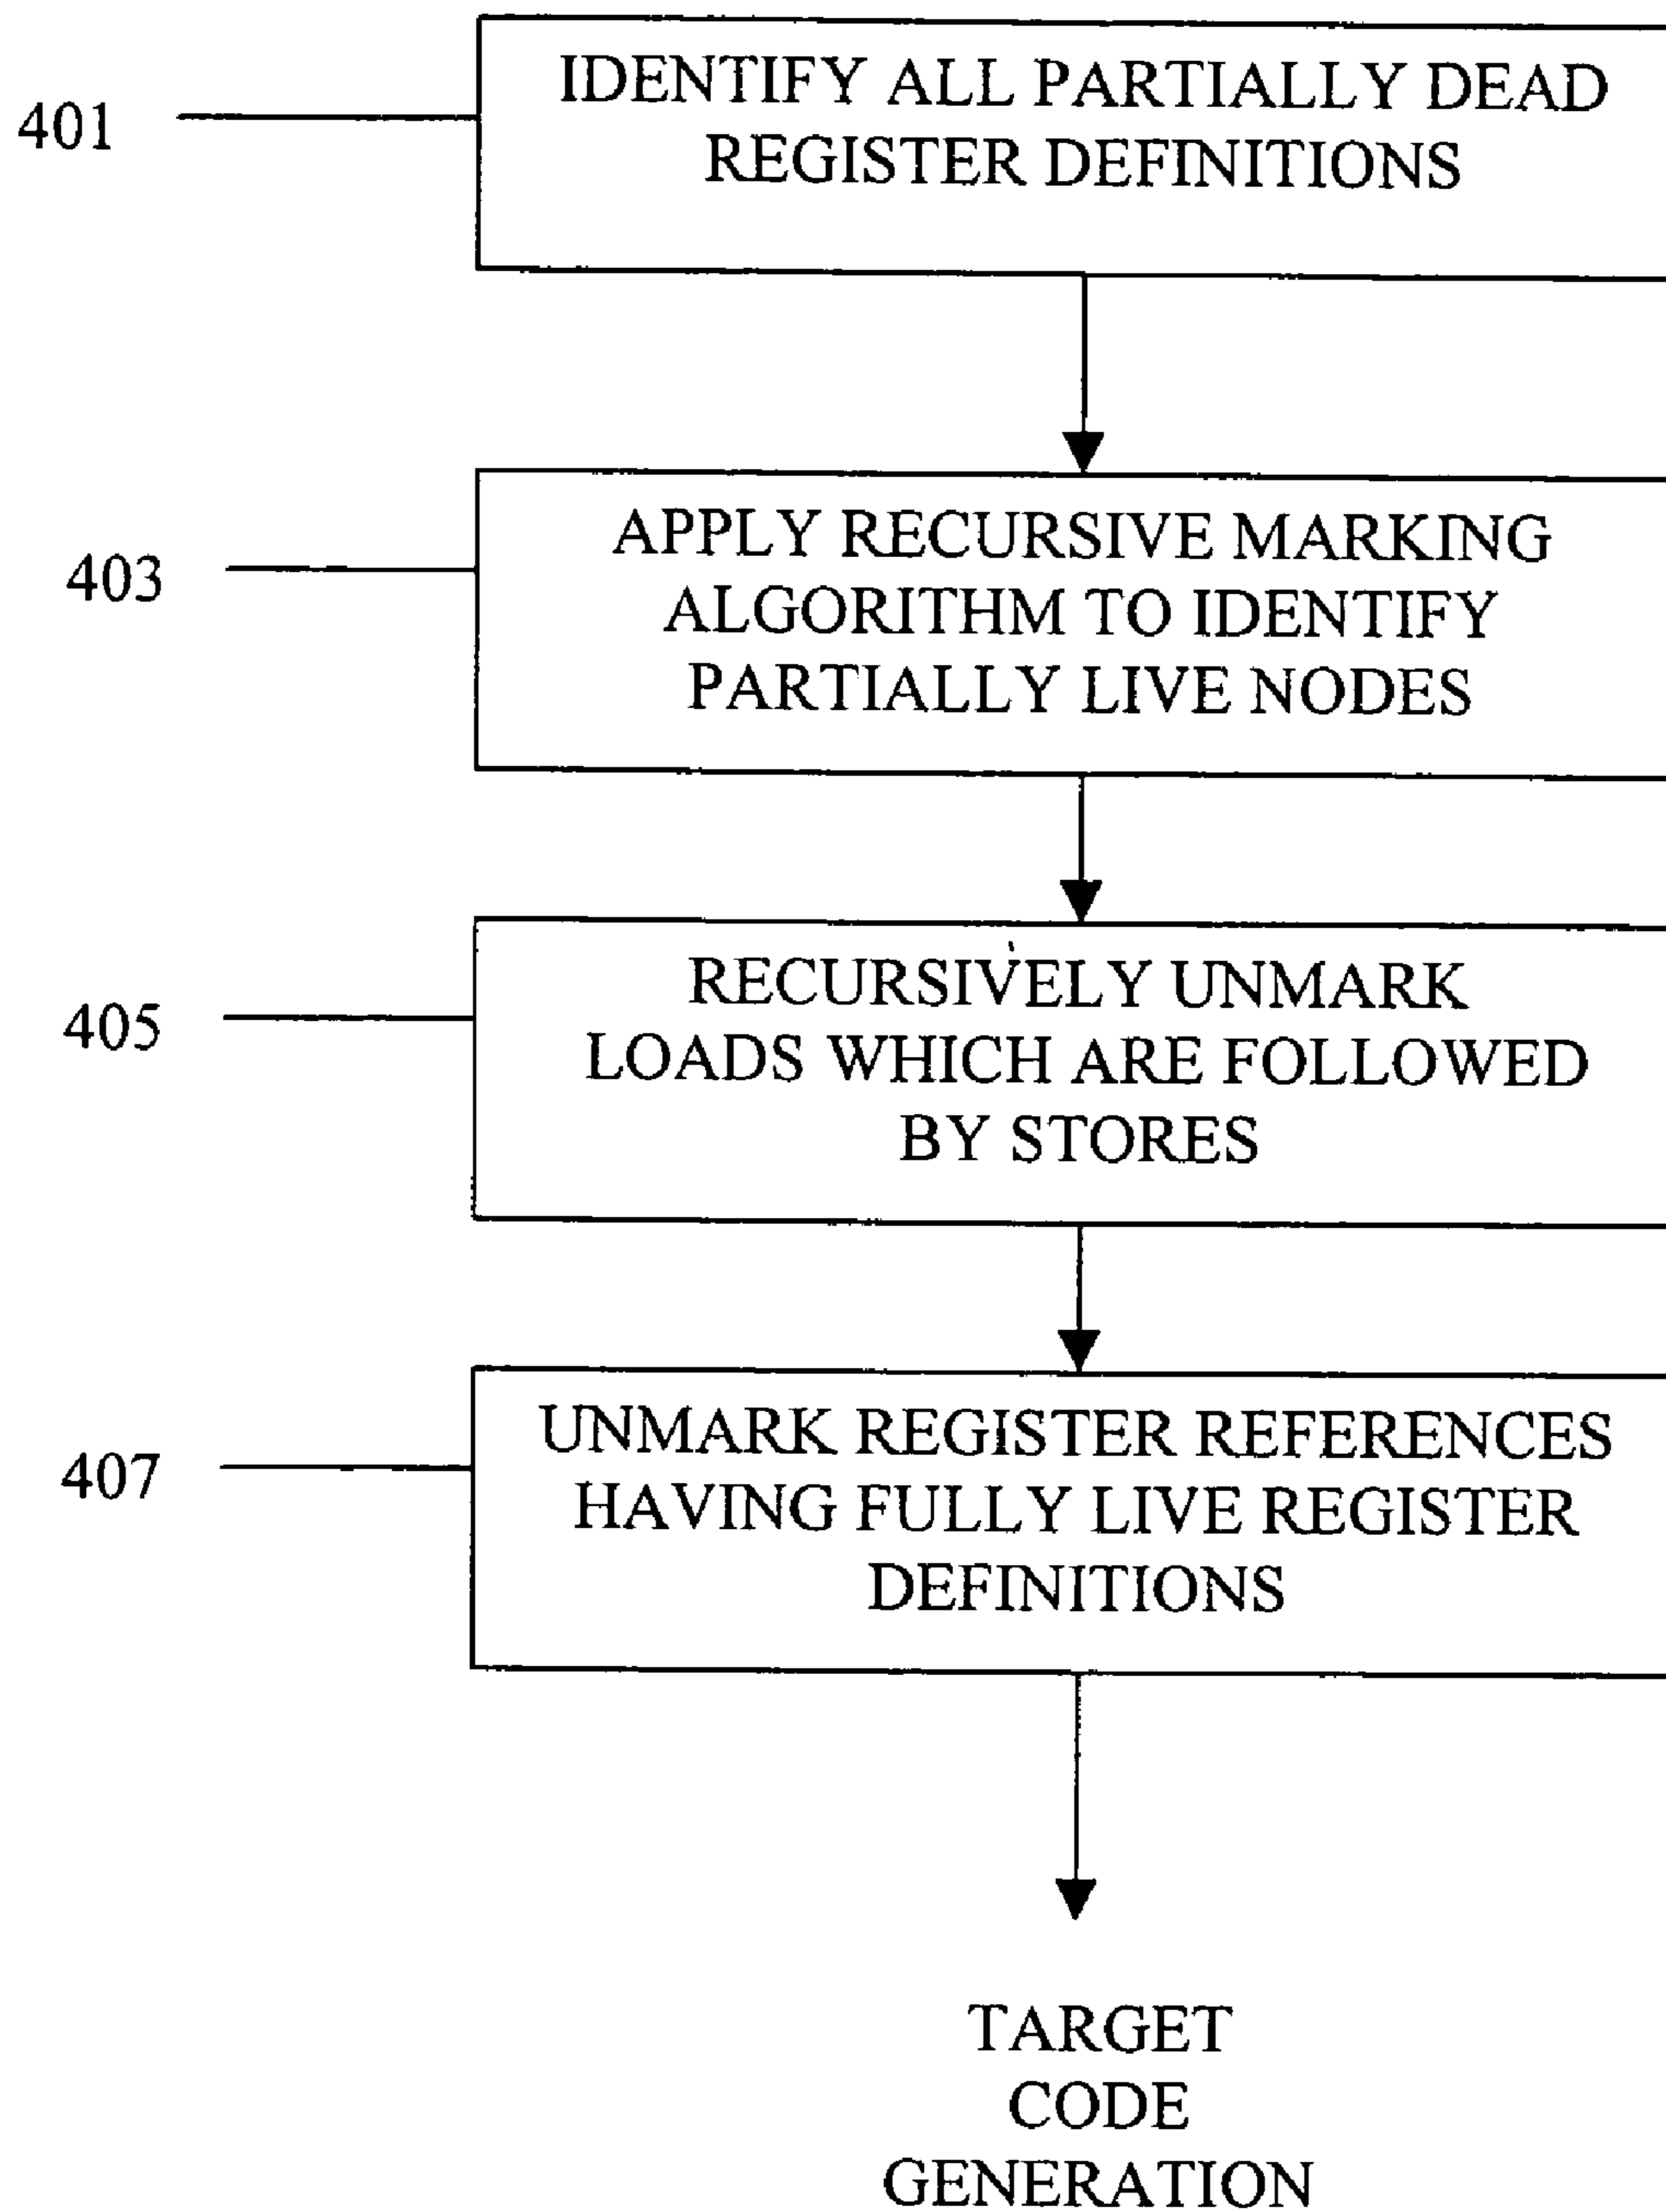 401
IDENTIFY ALL PARTIALLY DEAD
REGISTER DEFINITIONS
403
APPLY RECURSIVE MARKING
ALGORITHM TO IDENTIFY
PARTIALLY LIVE NODES
405
RECURSIVELY UNMARK
LOADS WHICH ARE FOLLOWED
BY STORES
407
UNMARK REGISTER REFERENCES
HAVING FULLY LIVE REGISTER
DEFINITIONS
TARGET
CODE
GENERATION